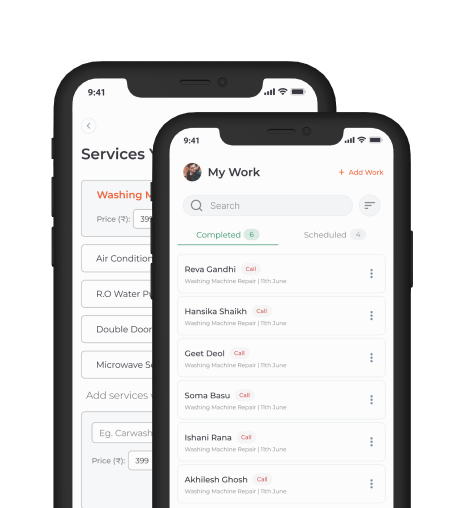 9:41
Services
Washing
Price (₹): 399
Air Condition
R.O Water
Double Door
Microwave
Add services
Eg. Carwash
Price (₹): 399
9:41
My Work
+ Add Work
Search
Completed 6
Scheduled 4
Reva Gandhi Call
Washing Machine Repair | 11th June
Hansika Shaikh Call
Washing Machine Repair | 11th June
Geet Deol Call
Washing Machine Repair | 11th June
Soma Basu Call
Washing Machine Repair | 11th June
Ishani Rana Call
Washing Machine Repair | 11th June
Akhilesh Ghosh Call
Washing Machine Repair | 11th June